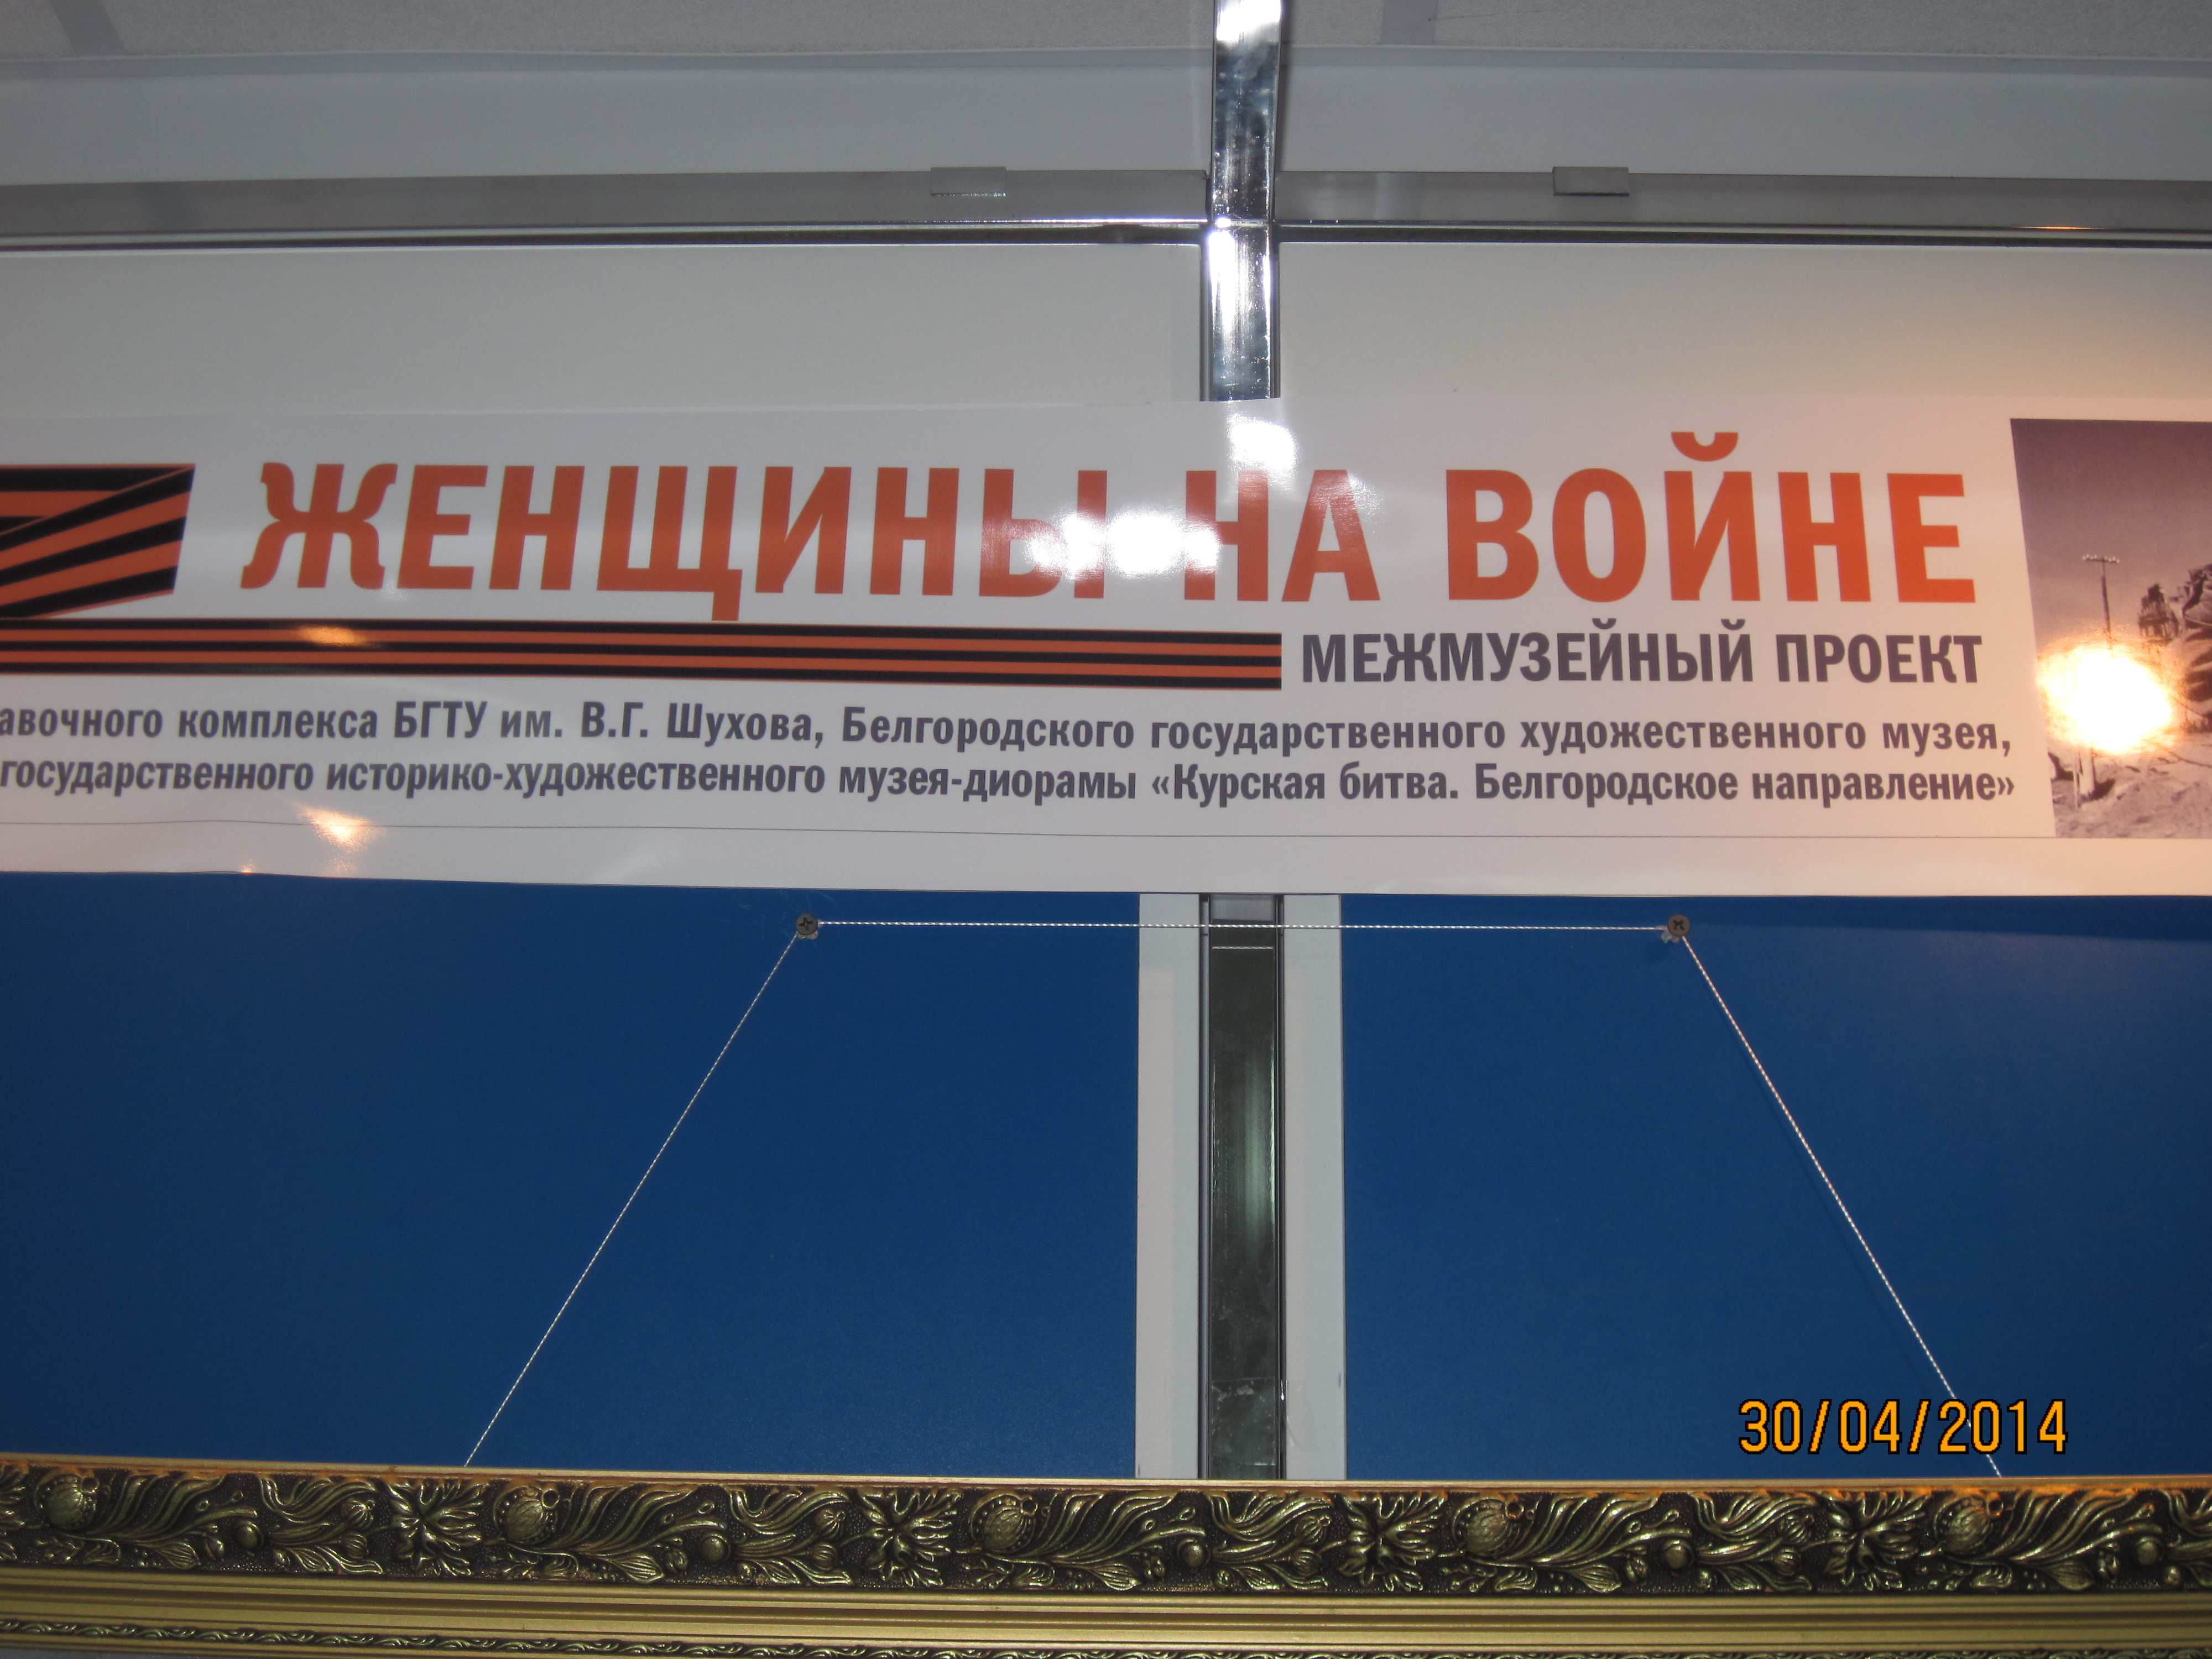 ЖЕНЩИНЫ НА ВОЙНЕ
МЕЖМУЗЕЙНЫЙ ПРОЕКТ
комплекса БГТУ им. В.Г. Шухова, Белгородского государственного художественного музея,
государственного историко-художественного музея-диорамы «Курская битва. Белгородское направление»
30/04/2014